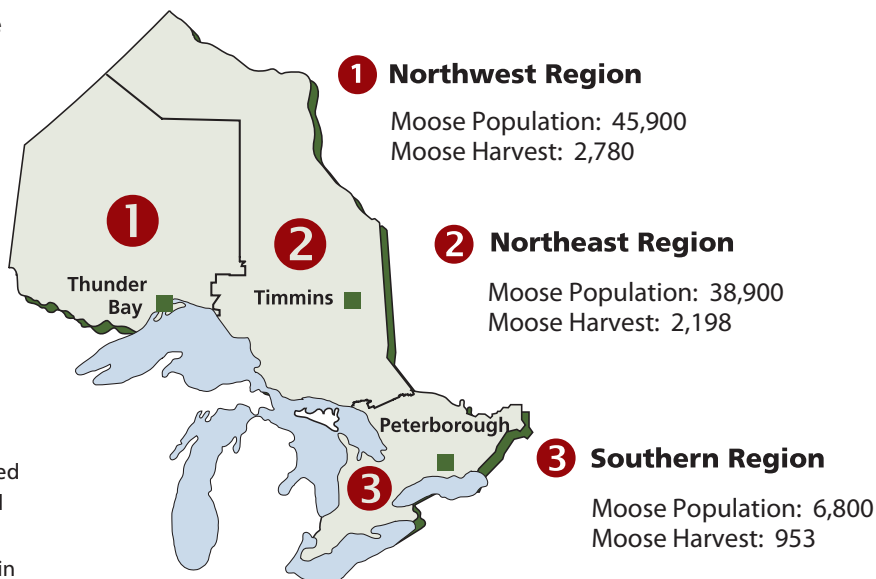 1 Northwest Region
Moose Population: 45,900
Moose Harvest: 2,780
1
2
2 Northeast Region
Thunder
Bay
Timmins
Moose Population: 38,900
Moose Harvest: 2,198
Peterborough
3
3 Southern Region
Moose Population: 6,800
Moose Harvest: 953
ed
in